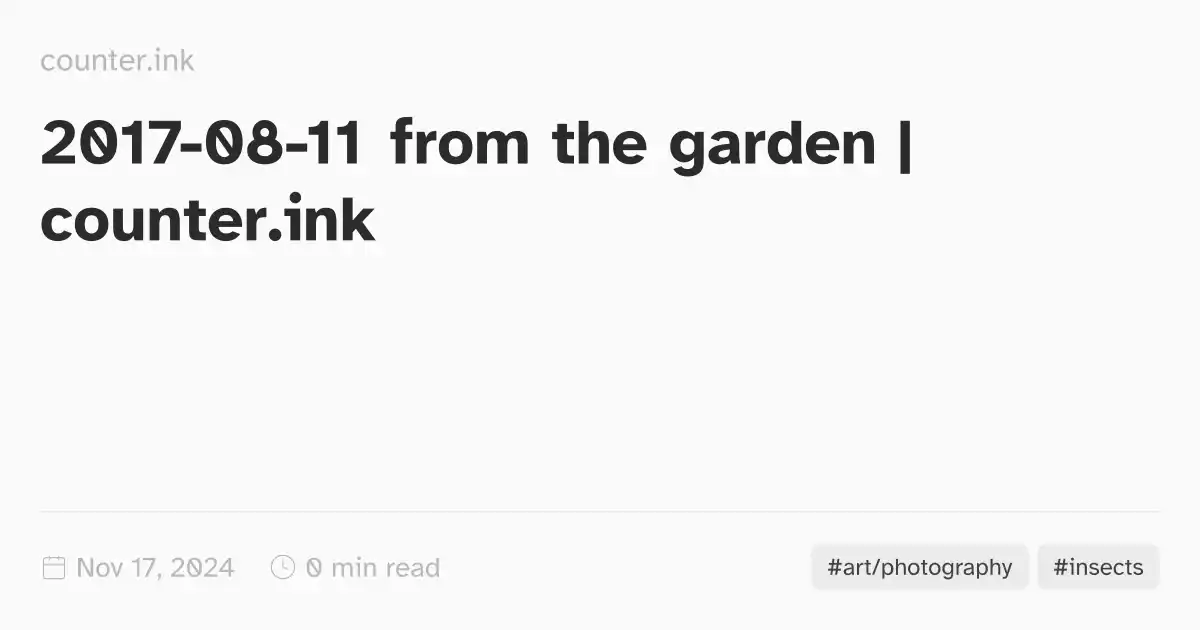 counter.ink
2017-08-11 from the garden |
counter.ink
Nov 17, 2024 0 min read #art/photography #insects